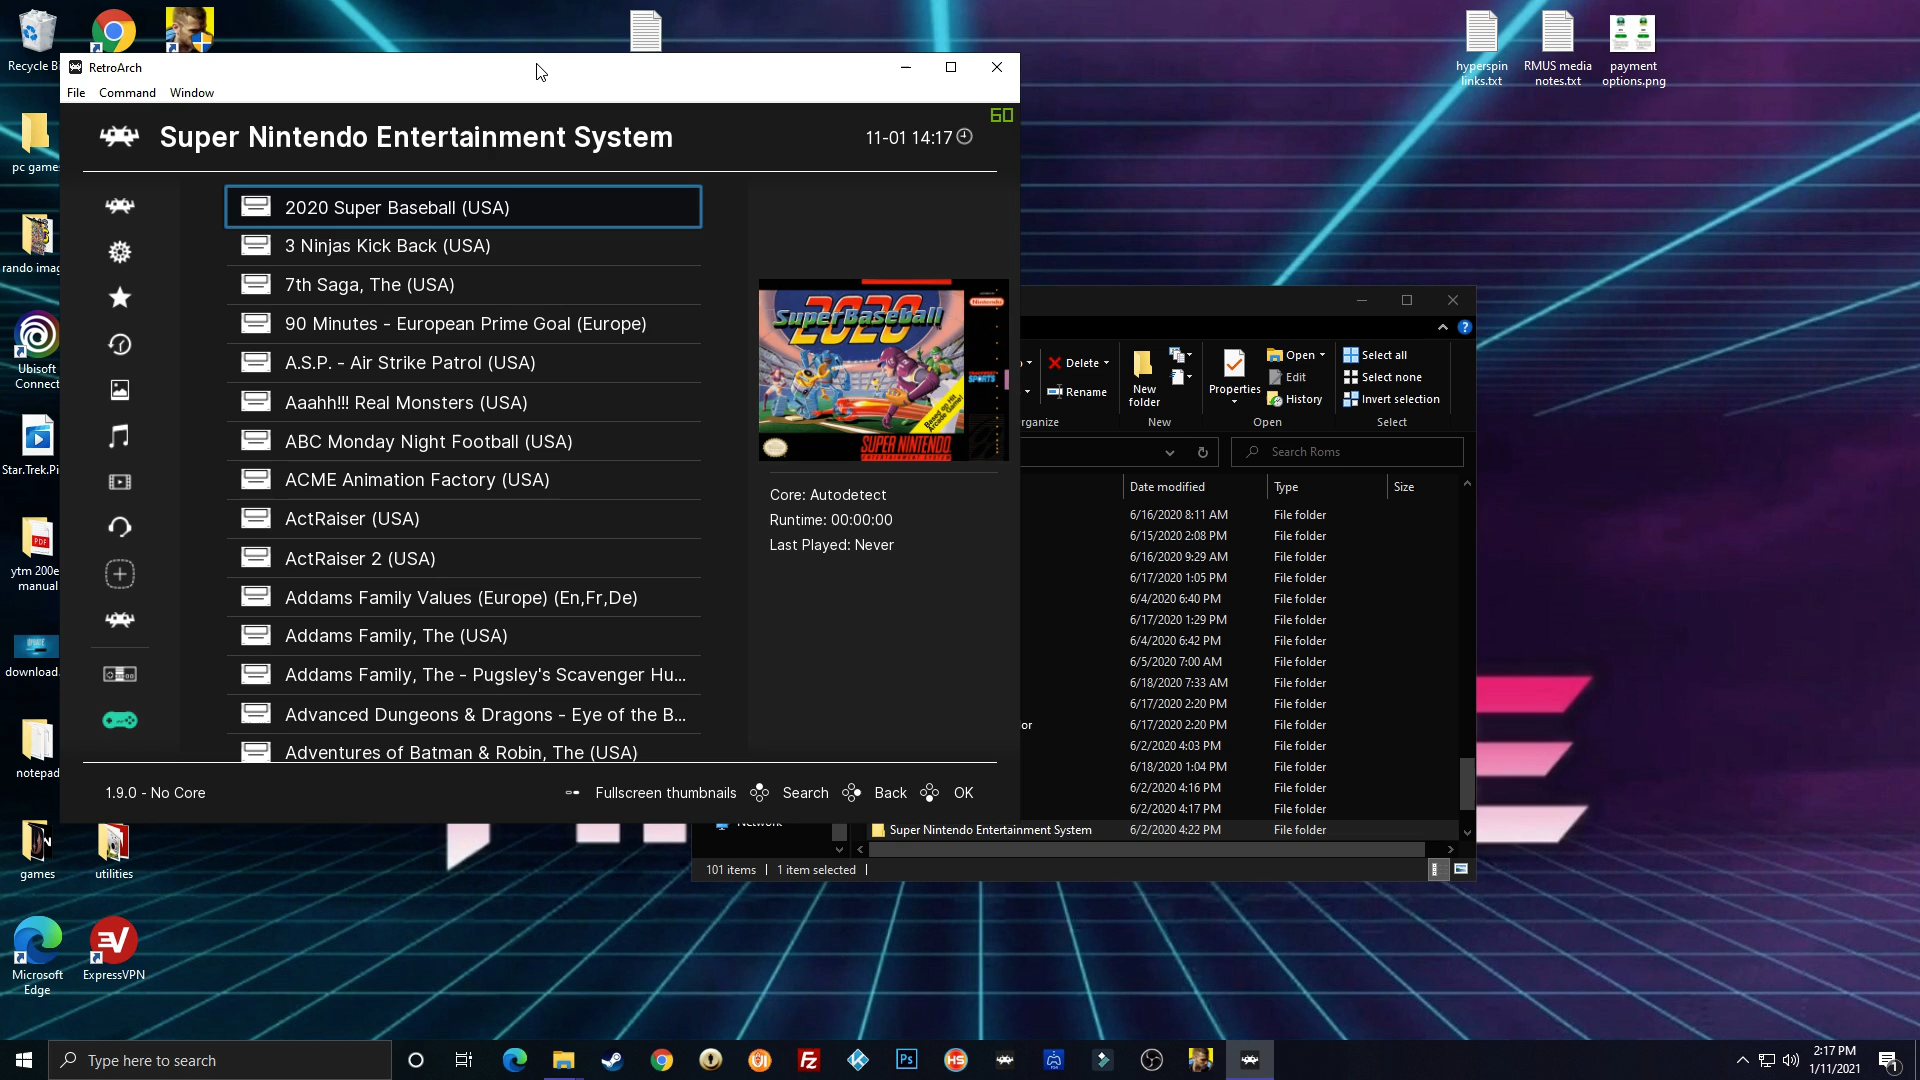 Recycle Bi
RetroArch
File Command Window
60
Super Nintendo Entertainment System
11-01 14:17
2020 Super Baseball (USA)
3 Ninjas Kick Back (USA)
7th Saga, The (USA)
90 Minutes - European Prime Goal (Europe)
A.S.P. - Air Strike Patrol (USA)
Aaahh!!! Real Monsters (USA)
ABC Monday Night Football (USA)
ACME Animation Factory (USA)
ActRaiser (USA)
ActRaiser 2 (USA)
Addams Family Values (Europe) (En,Fr,De)
Addams Family, The (USA)
Addams Family, The - Pugsley's Scavenger Hu...
Advanced Dungeons & Dragons - Eye of the B...
Adventures of Batman & Robin, The (USA)
2020
Super Baseball
Nintendo
SPORTS
Based on Hit
Arcade Game!
SUPER NINTENDO
ENTERTAINMENT SYSTEM
Core: Autodetect
Runtime: 00:00:00
Last Played: Never
1.9.0 - No Core
Fullscreen thumbnails Search Back OK
pc game
rando imag
Ubisoft
Connect
Star.Trek.Pi
PDF
ytm 200e
manual
download.
notepad
games
utilities
Microsoft
Edge
ExpressVPN
hyperspin
links.txt
RMUS media
notes.txt
payment
options.png
Delete
Rename
rganize
New
folder
New
Properties
Open
Edit
History
Open
Select all
Select none
Invert selection
Select
Search Roms
Date modified Type Size
6/16/2020 8:11 AM File folder
6/15/2020 2:08 PM File folder
6/16/2020 9:29 AM File folder
6/17/2020 1:05 PM File folder
6/4/2020 6:40 PM File folder
6/17/2020 1:29 PM File folder
6/4/2020 6:42 PM File folder
6/5/2020 7:00 AM File folder
6/18/2020 7:33 AM File folder
6/17/2020 2:20 PM File folder
or 6/17/2020 2:20 PM File folder
6/2/2020 4:03 PM File folder
6/18/2020 1:04 PM File folder
6/2/2020 4:16 PM File folder
6/2/2020 4:17 PM File folder
Network
Super Nintendo Entertainment System 6/2/2020 4:22 PM File folder
101 items 1 item selected
Type here to search
Fz
Ps
HS
2:17 PM
1/11/2021
1